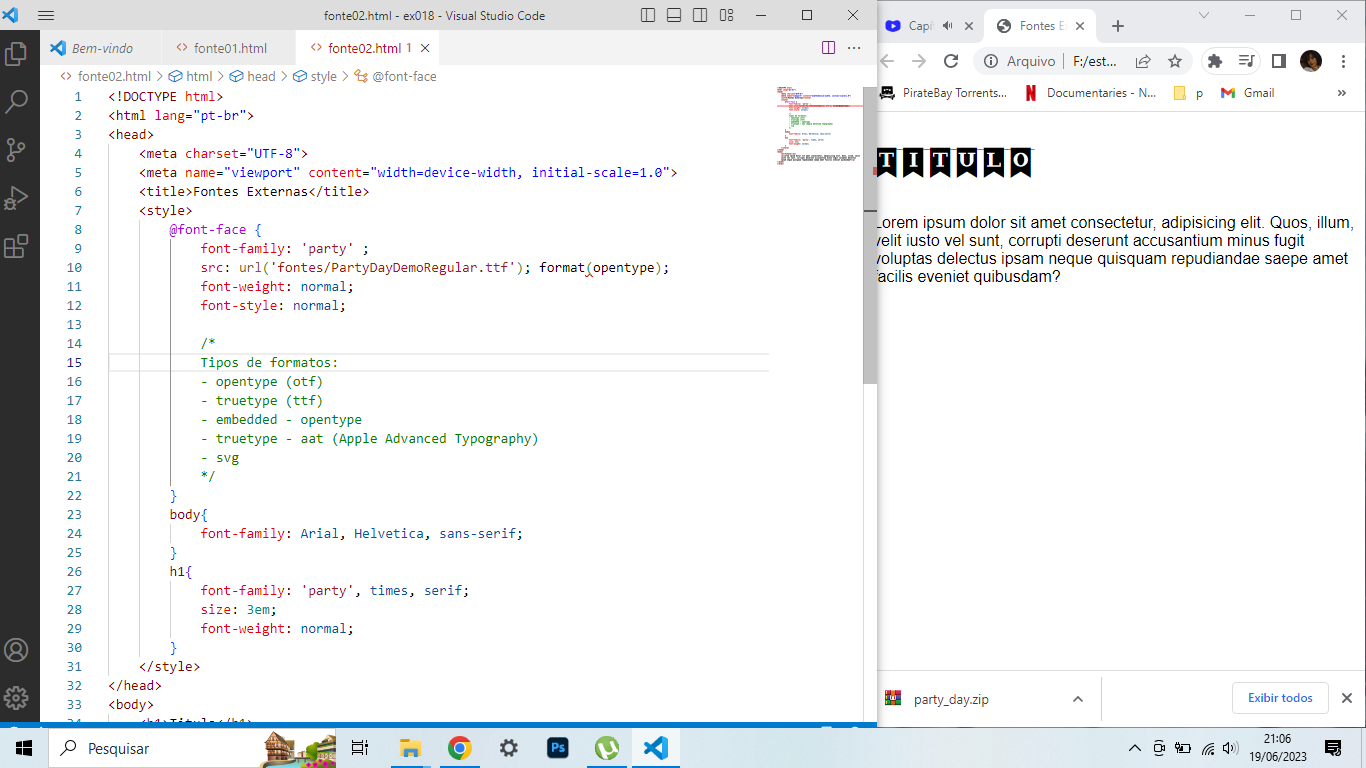 fonte02.html - ex018 - Visual Studio Code
Bem-vindo
fonte01.html
fonte02.html 1
fonte02.html > html > head > style > @font-face
1 <!DOCTYPE html>
2 <html lang="pt-br">
3 <head>
4 <meta charset="UTF-8">
5 <meta name="viewport" content="width=device-width, initial-scale=1.0">
6 <title>Fontes Externas</title>
7 <style>
8 @font-face {
9 font-family: 'party' ;
10 src: url('fontes/PartyDayDemoRegular.ttf'); format(opentype);
11 font-weight: normal;
12 font-style: normal;
13
14 /*
15 Tipos de formatos:
16 - opentype (otf)
17 - truetype (ttf)
18 - embedded - opentype
19 - truetype - aat (Apple Advanced Typography)
20 - svg
21 */
22 }
23 body{
24 font-family: Arial, Helvetica, sans-serif;
25 }
26 h1{
27 font-family: 'party', times, serif;
28 size: 3em;
29 font-weight: normal;
30 }
31 </style>
32 </head>
33 <body>
34 <h1>Titulo</h1>
Capí
Fontes E
Arquivo F:/est...
PirateBay Torrents...
Documentaries - N...
p
Gmail
TITULO
Lorem ipsum dolor sit amet consectetur, adipisicing elit. Quos, illum,
velit iusto vel sunt, corrupti deserunt accusantium minus fugit
voluptas delectus ipsam neque quisquam repudiandae saepe amet
facilis eveniet quibusdam?
party_day.zip
Exibir todos
Pesquisar
Ps
21:06
19/06/2023